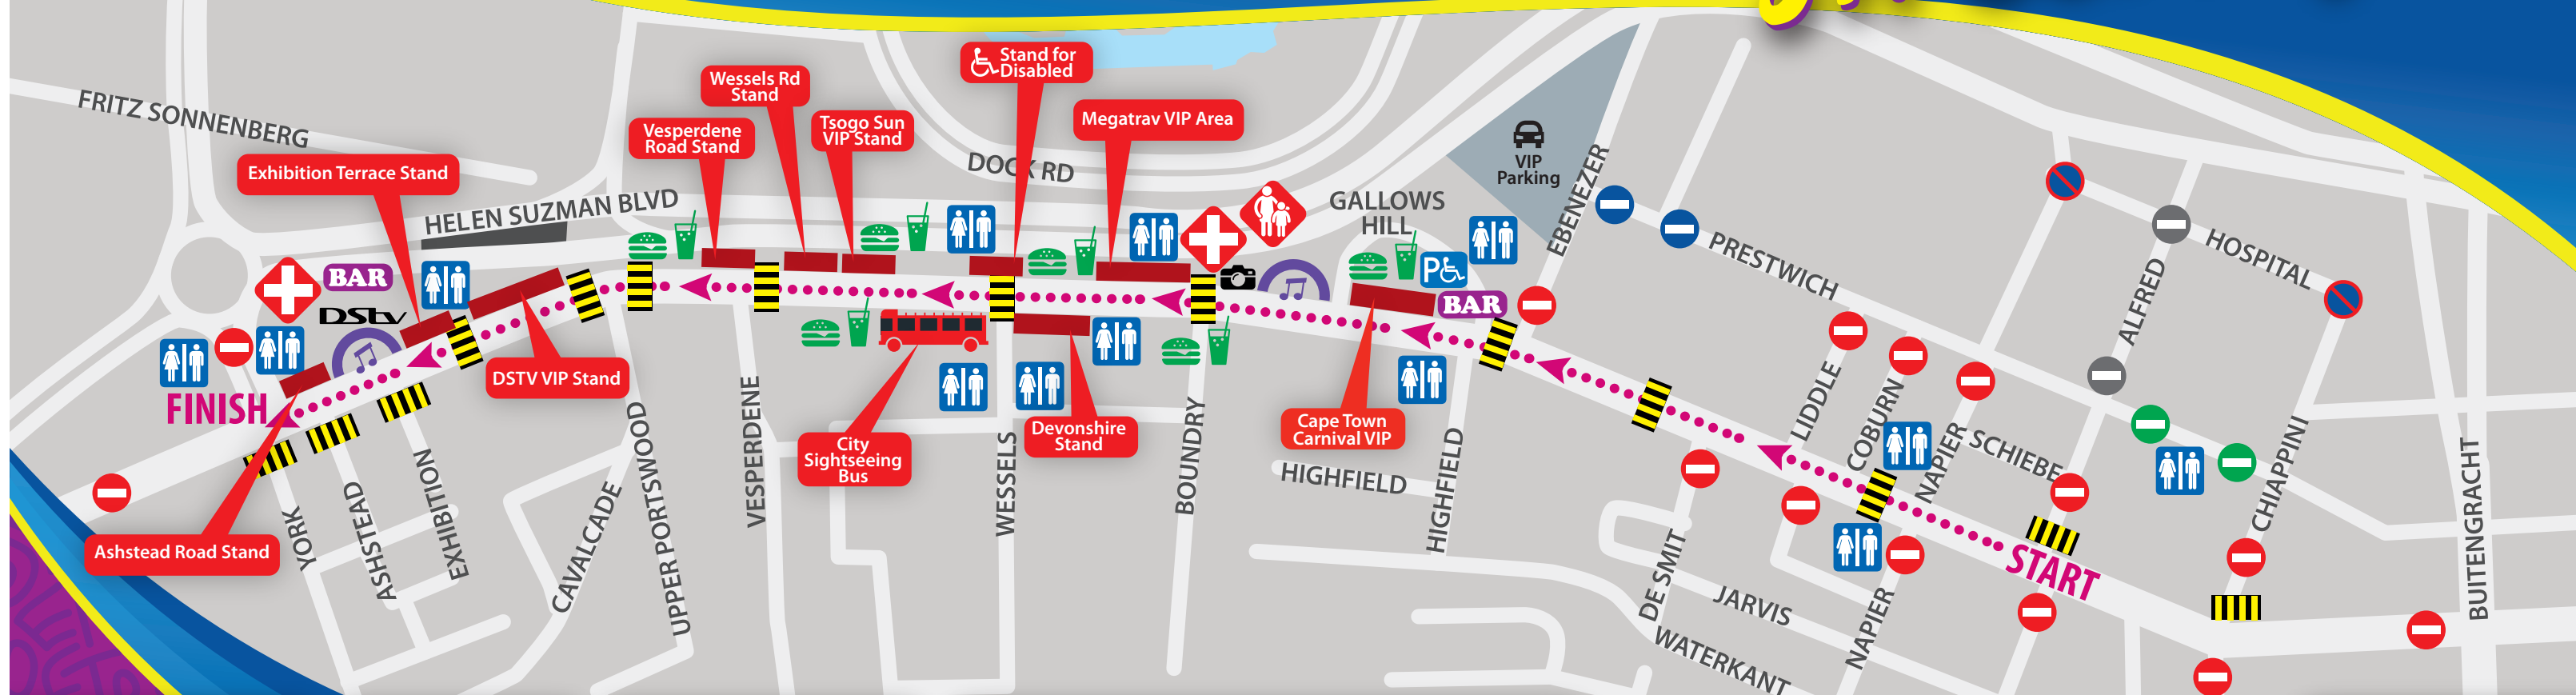 FRITZ SONNENBERG
Exhibition Terrace Stand
HELEN SUZMAN BLVD
Vesperdene
Road Stand
Wessels Rd
Stand
Tsogo Sun
VIP Stand
Stand for
Disabled
DOCK RD
Megatrav VIP Area
GALLOWS
HILL
VIP
Parking
EBENEZER
PRESTWICH
HOSPITAL
ALFRED
BAR
DStv
FINISH
DSTV VIP Stand
City
Sightseeing
Bus
Devonshire
Stand
Cape Town
Carnival VIP
P
BAR
Ashstead Road Stand
YORK
ASHSTEAD
EXHIBITION
CAVALCADE
UPPER PORTSWOOD
VESPERDENE
WESSELS
BOUNDRY
HIGHFIELD
HIGHFIELD
DE SMIT
JARVIS
WATERKANT
LIDDLE
COBURN
NAPIER
NAPIER
SCHIEBE
START
CHIAPPINI
BUITENGRACHT